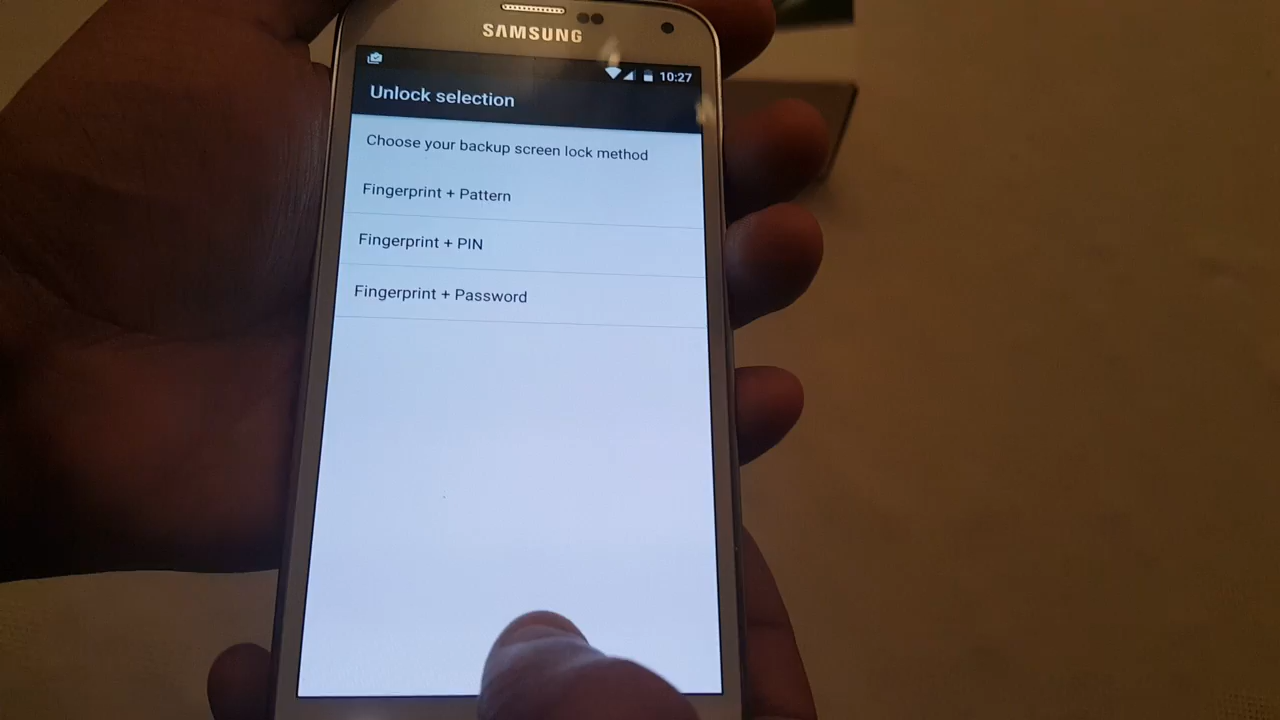 SAMSUNG
10:27
Unlock selection
Choose your backup screen lock method
Fingerprint + Pattern
Fingerprint + PIN
Fingerprint + Password